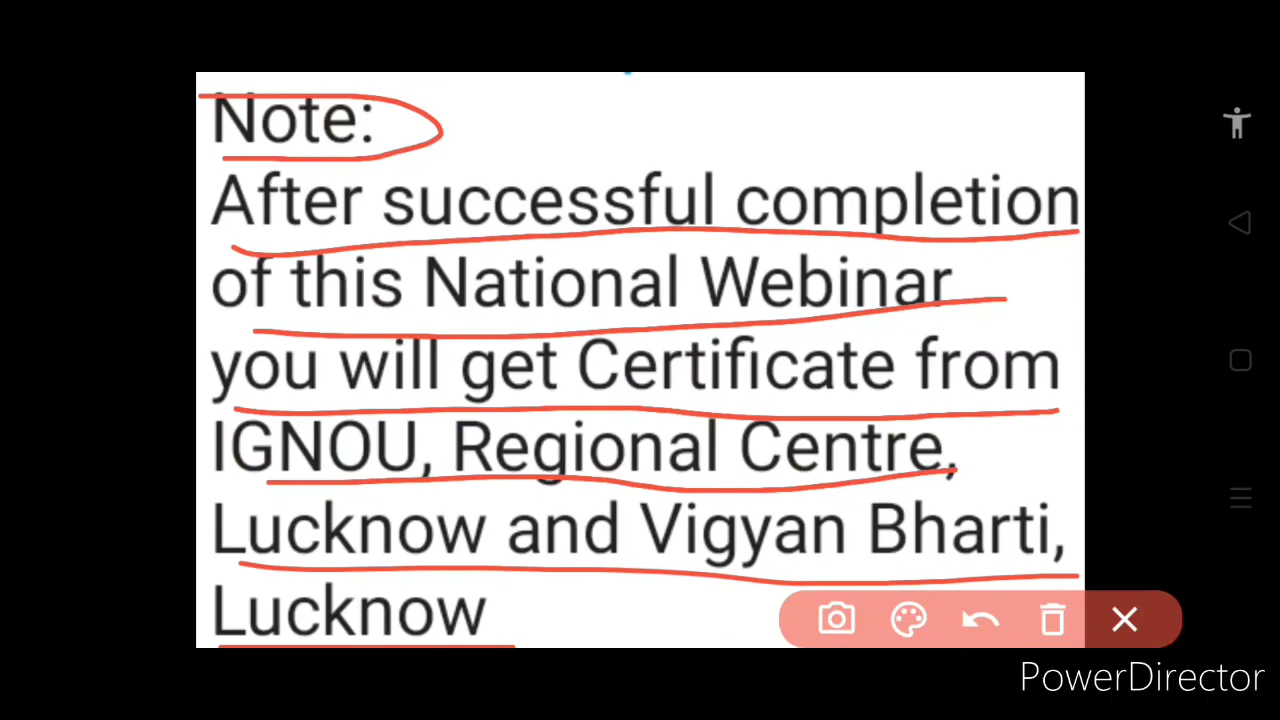 Note:
After successful completion
of this National Webinar
you will get Certificate from
IGNOU, Regional Centre,
Lucknow and Vigyan Bharti,
Lucknow
PowerDirector